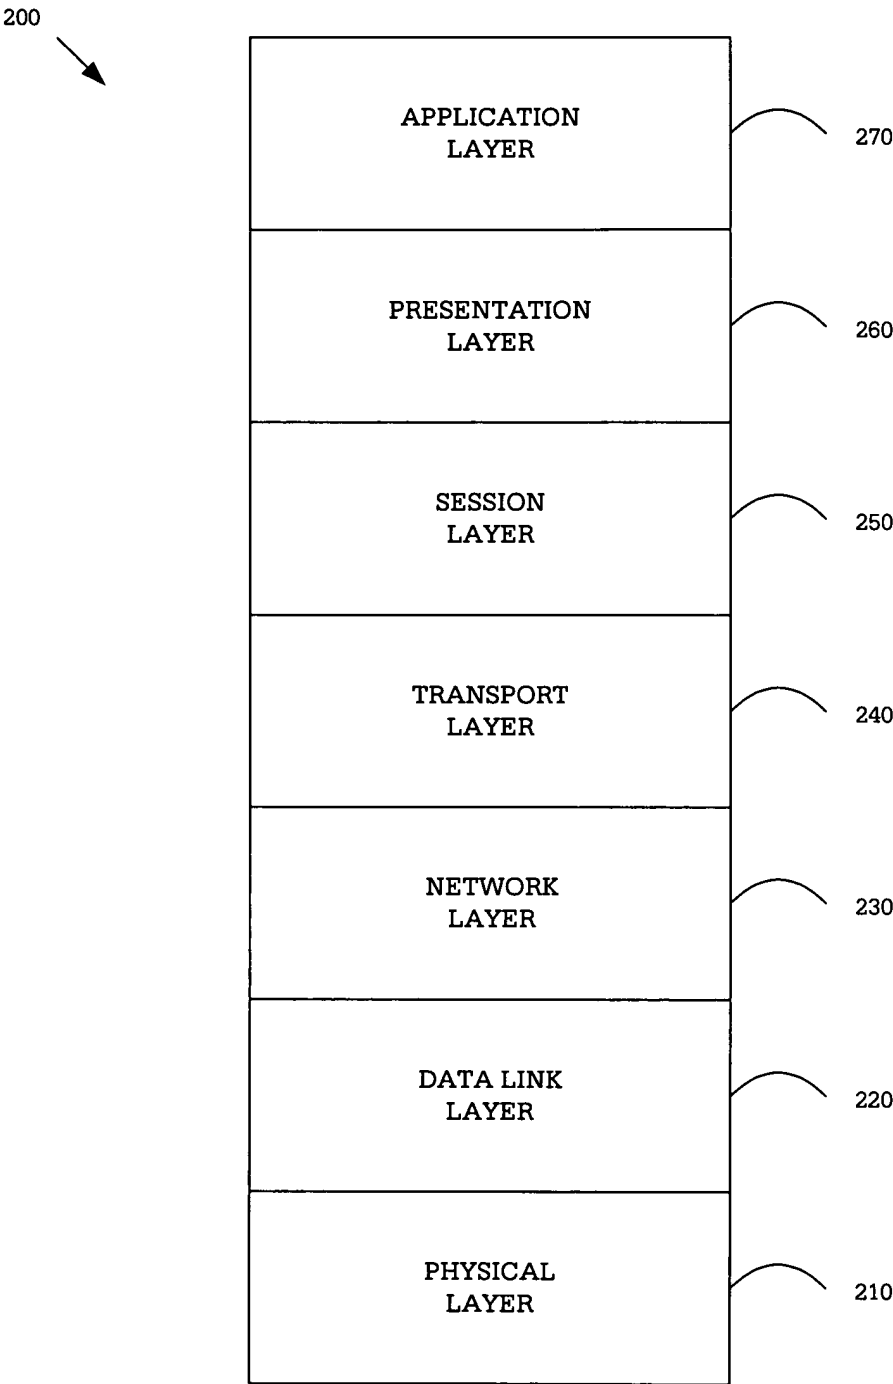 200
APPLICATION
LAYER
270
PRESENTATION
LAYER
260
SESSION
LAYER
250
TRANSPORT
LAYER
240
NETWORK
LAYER
230
DATA LINK
LAYER
220
PHYSICAL
LAYER
210